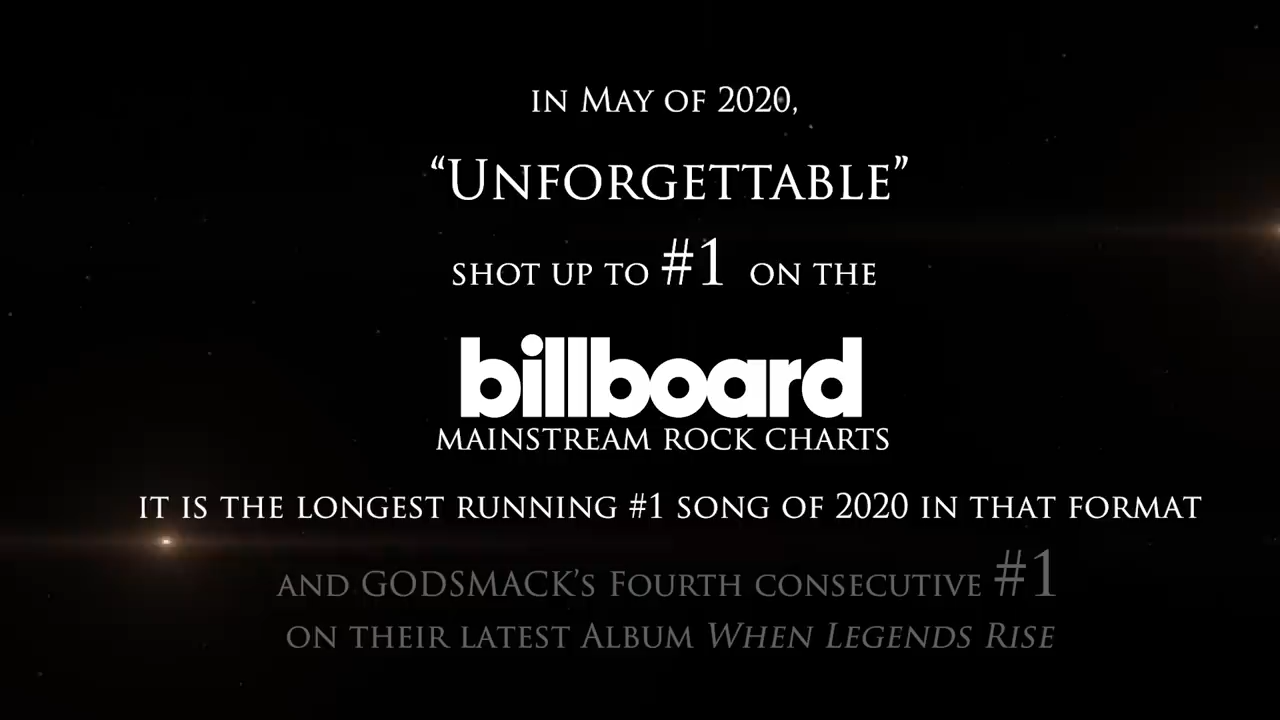 IN MAY OF 2020,
“UNFORGETTABLE”
SHOT UP TO #1 ON THE
billboard
MAINSTREAM ROCK CHARTS
IT IS THE LONGEST RUNNING #1 SONG OF 2020 IN THAT FORMAT
AND GODSMACK’S FOURTH CONSECUTIVE #1
ON THEIR LATEST ALBUM WHEN LEGENDS RISE